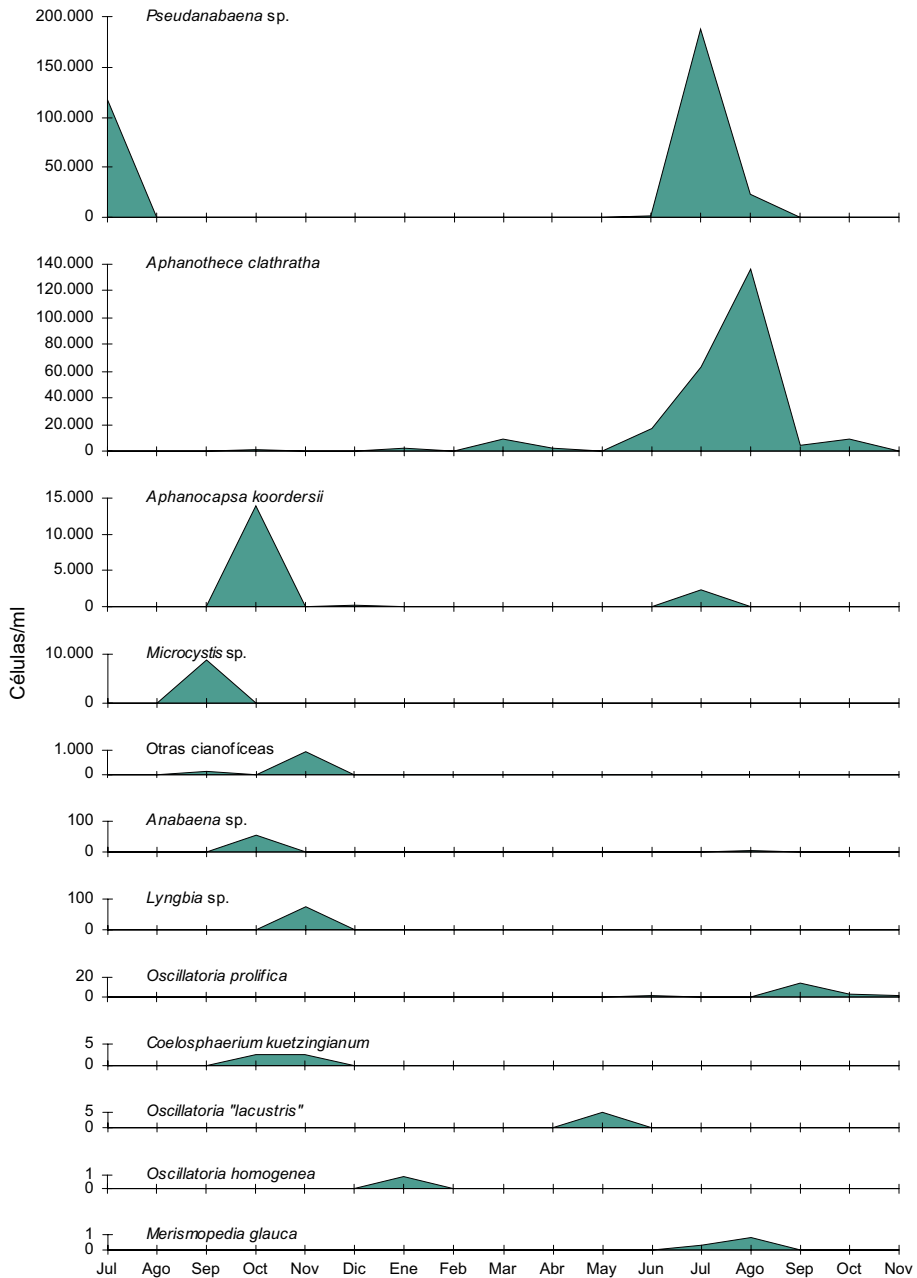 Células/ml
Pseudanabaena sp.
200.000
150.000
100.000
50.000
0
Aphanothece clathratha
140.000
120.000
100.000
80.000
60.000
40.000
20.000
0
Aphanocapsa koordersii
15.000
10.000
5.000
0
Microcystis sp.
10.000
0
Otras cianofíceas
1.000
0
Anabaena sp.
100
0
Lyngbia sp.
100
0
Oscillatoria prolifica
20
0
Coelosphaerium kuetzingianum
5
0
Oscillatoria "lacustris"
5
0
Oscillatoria homogenea
1
0
Merismopedia glauca
1
0
Jul Ago Sep Oct Nov Dic Ene Feb Mar Abr May Jun Jul Ago Sep Oct Nov